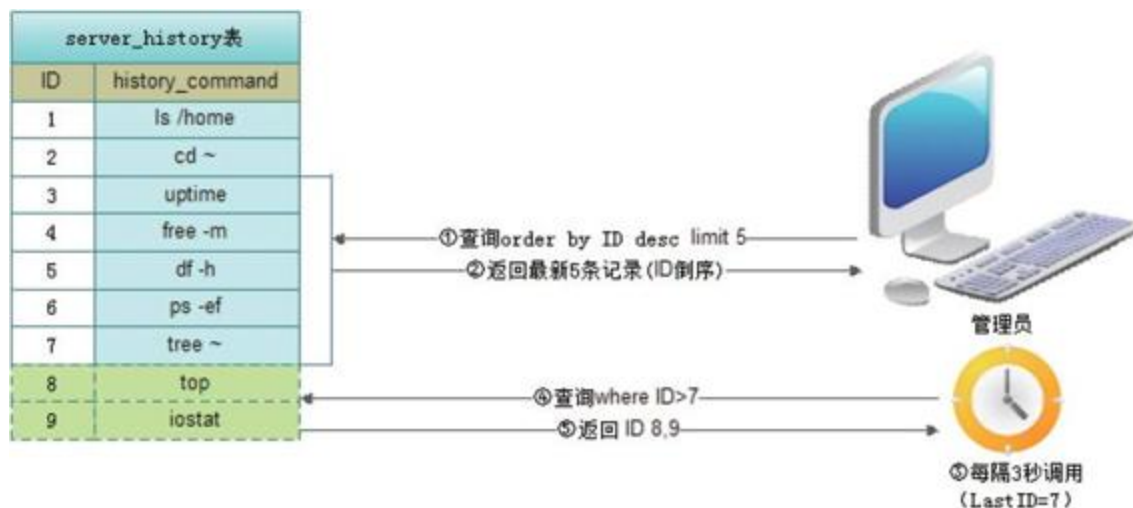 server_history表
ID history_command
1 ls /home
2 cd ~
3 uptime
4 free -m
5 df -h
6 ps -ef
7 tree ~
8 top
9 iostat
①查询order by ID desc limit 5
②返回最新5条记录(ID倒序)
管理员
④查询where ID>7
⑤返回 ID 8,9
③每隔3秒调用
(LastID=7)